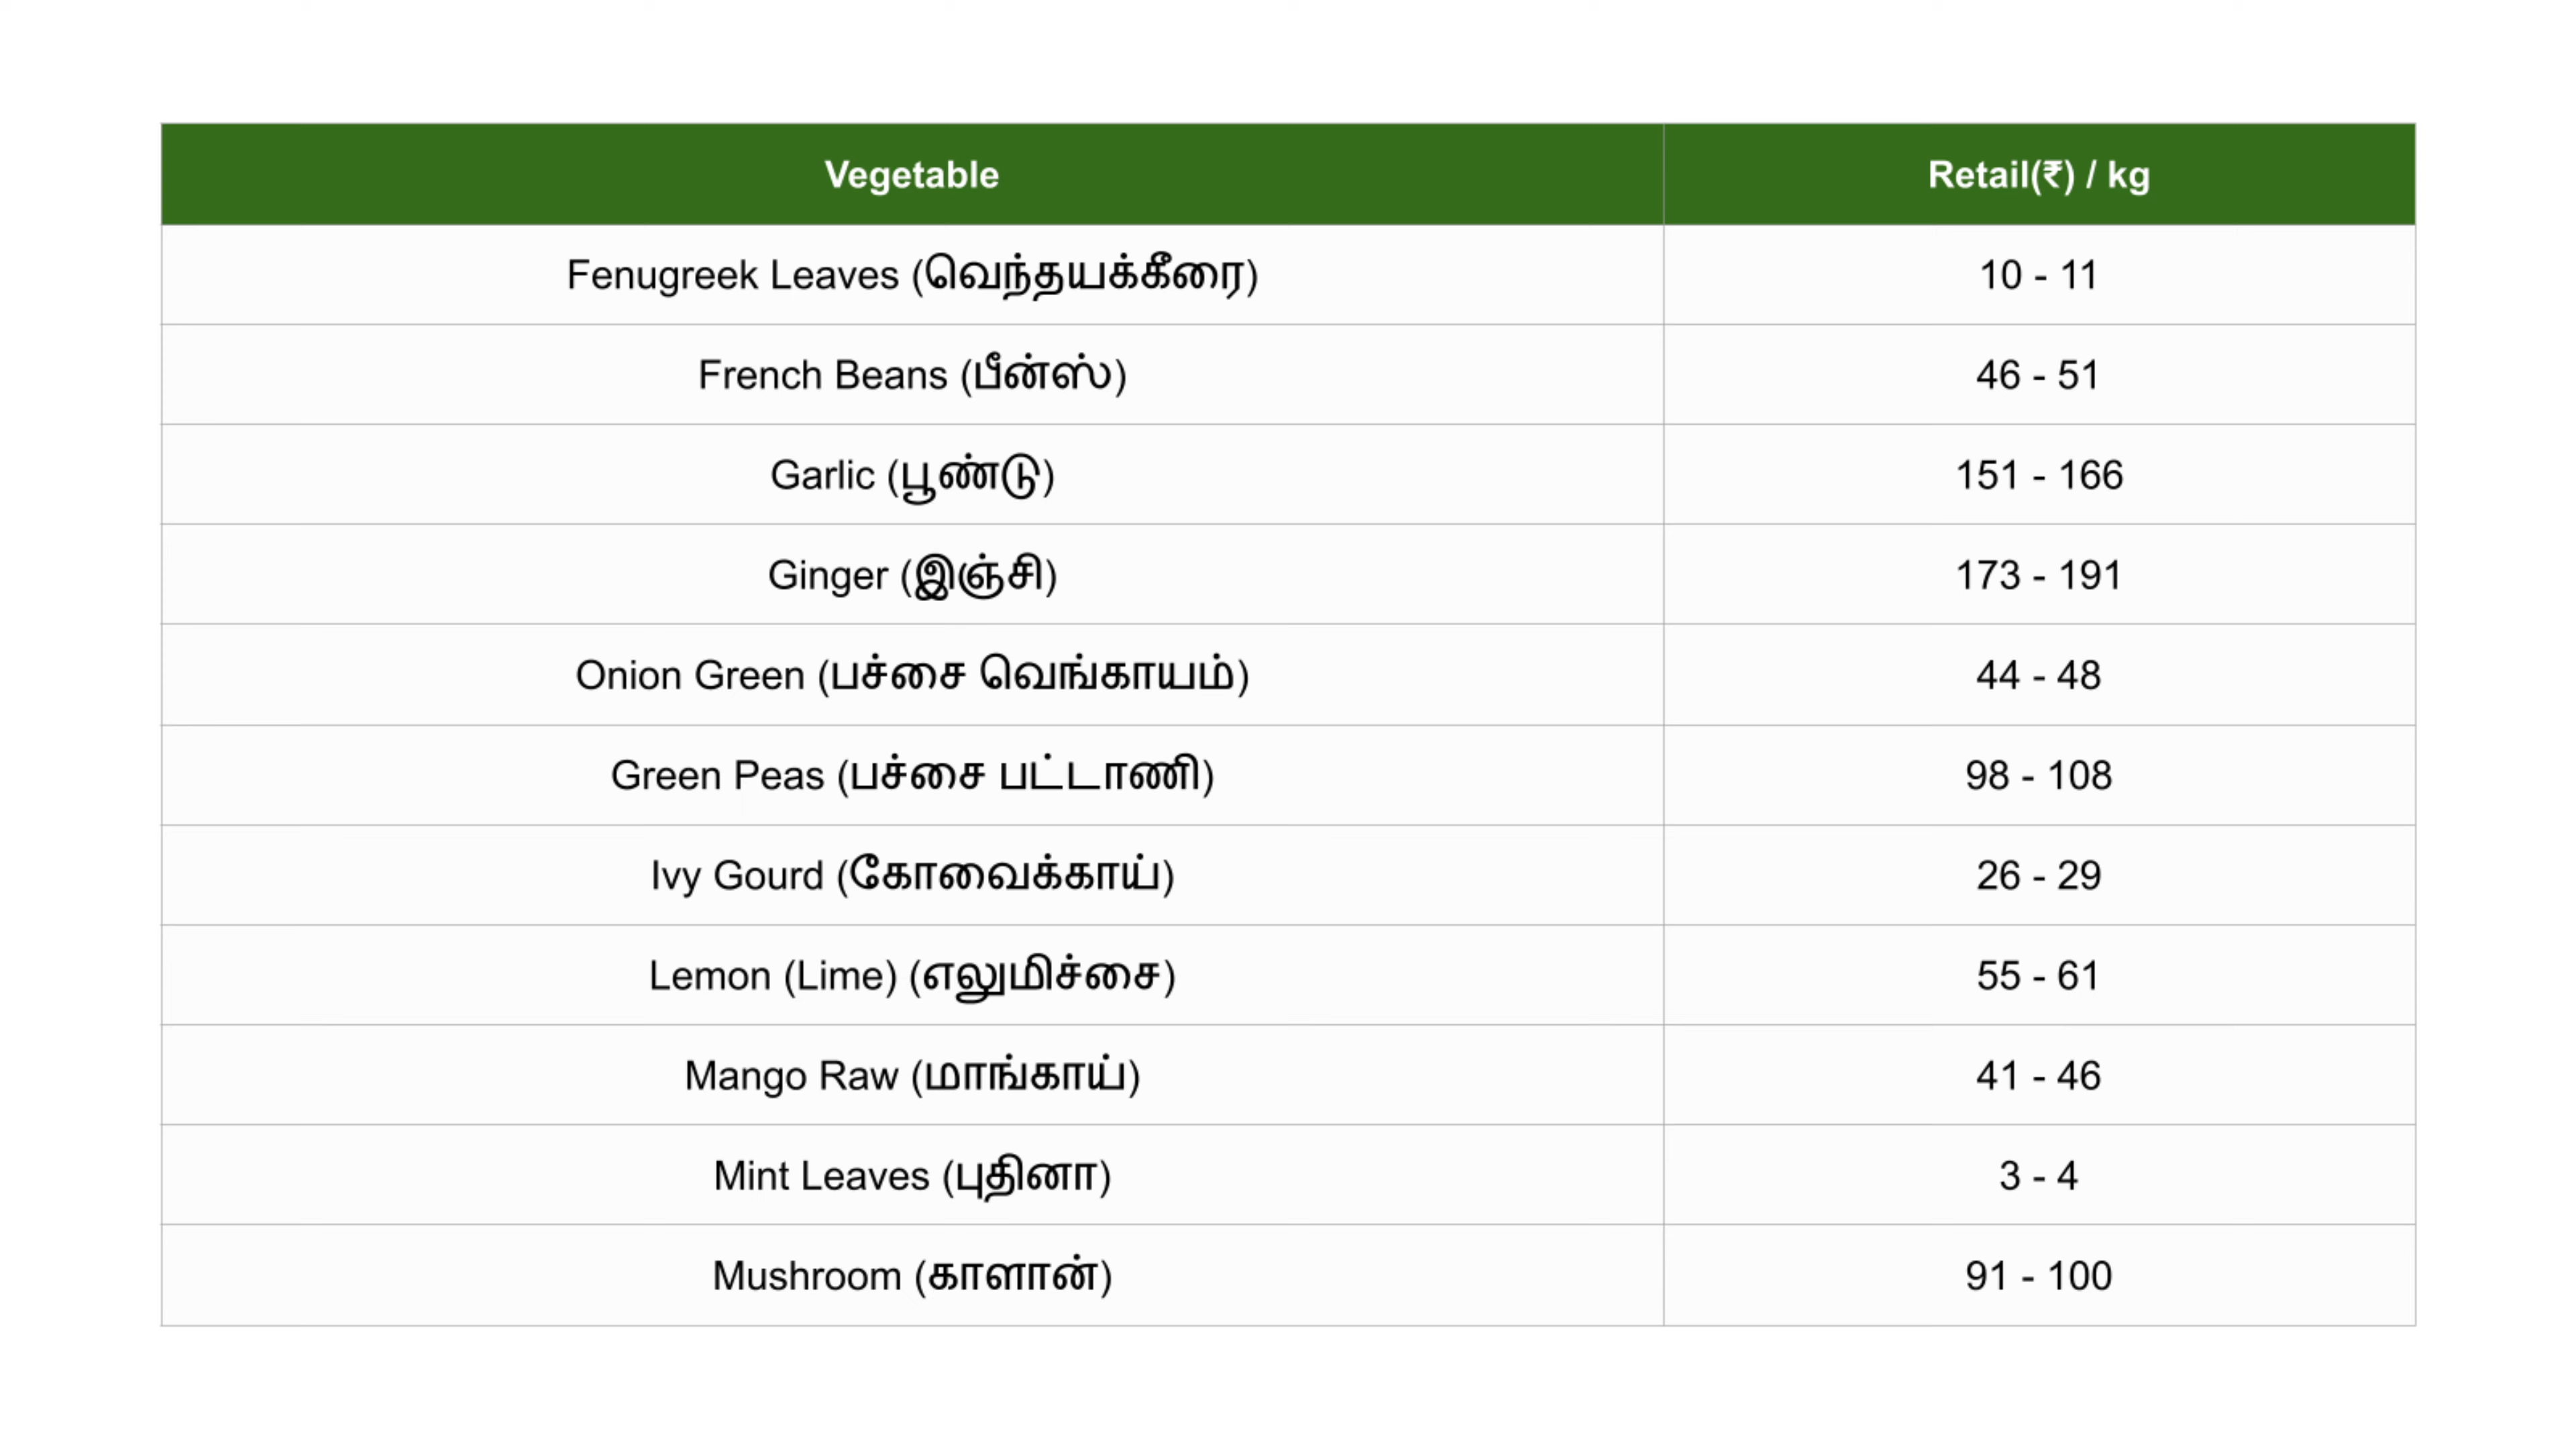 Vegetable Retail(₹) / kg
Fenugreek Leaves (வெந்தயக்கீரை) 10 - 11
French Beans (பீன்ஸ்) 46 - 51
Garlic (பூண்டு) 151 - 166
Ginger (இஞ்சி) 173 - 191
Onion Green (பச்சை வெங்காயம்) 44 - 48
Green Peas (பச்சை பட்டாணி) 98 - 108
Ivy Gourd (கோவைக்காய்) 26 - 29
Lemon (Lime) (எலுமிச்சை) 55 - 61
Mango Raw (மாங்காய்) 41 - 46
Mint Leaves (புதினா) 3 - 4
Mushroom (காளான்) 91 - 100